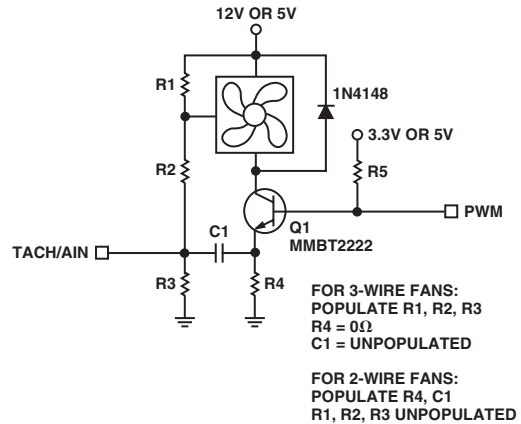 12V OR 5V
R1
1N4148
3.3V OR 5V
R2
R5
Q1
MMBT2222
PWM
C1
TACH/AIN
R3
R4
FOR 3-WIRE FANS:
POPULATE R1, R2, R3
R4 = 0Ω
C1 = UNPOPULATED
FOR 2-WIRE FANS:
POPULATE R4, C1
R1, R2, R3 UNPOPULATED